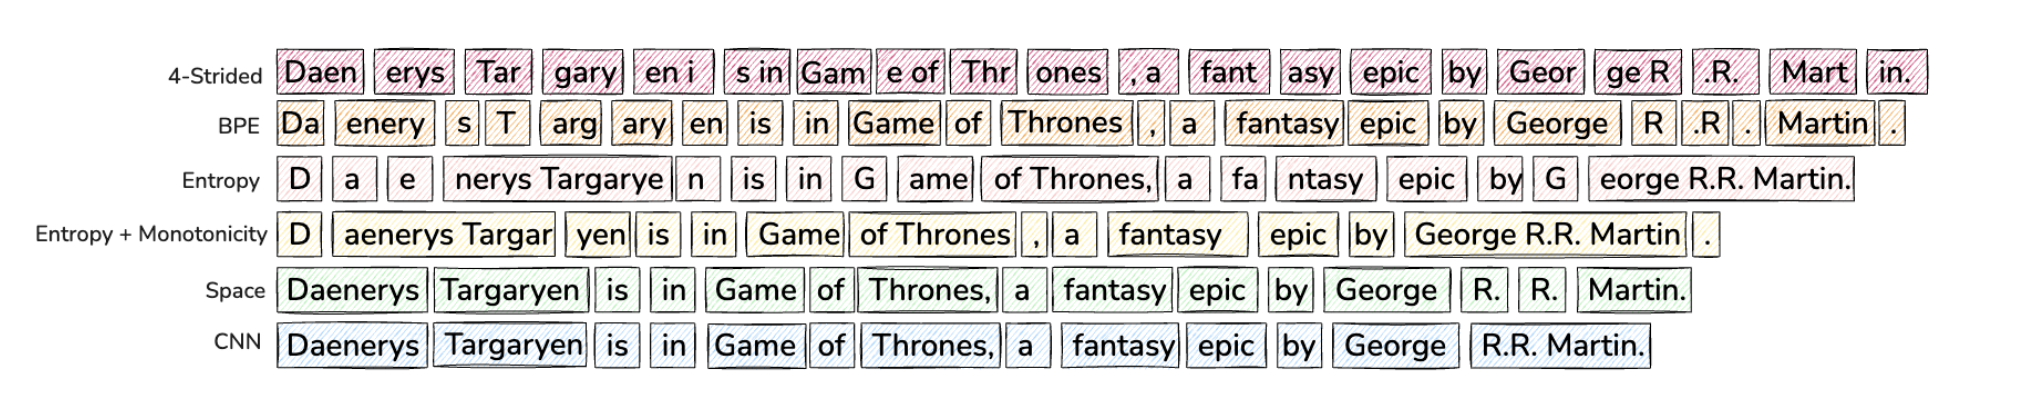 4-Strided Daen erys Tar gary en i s in Gam e of Thr ones , a fant asy epic by Geor ge R .R. Mart in.
BPE Da enery s T arg ary en is in Game of Thrones , a fantasy epic by George R .R . Martin .
Entropy D a e nerys Targarye n is in G ame of Thrones, a fa ntasy epic by G eorge R.R. Martin.
Entropy + Monotonicity D aenerys Targar yen is in Game of Thrones , a fantasy epic by George R.R. Martin .
Space Daenerys Targaryen is in Game of Thrones, a fantasy epic by George R. R. Martin.
CNN Daenerys Targaryen is in Game of Thrones, a fantasy epic by George R.R. Martin.